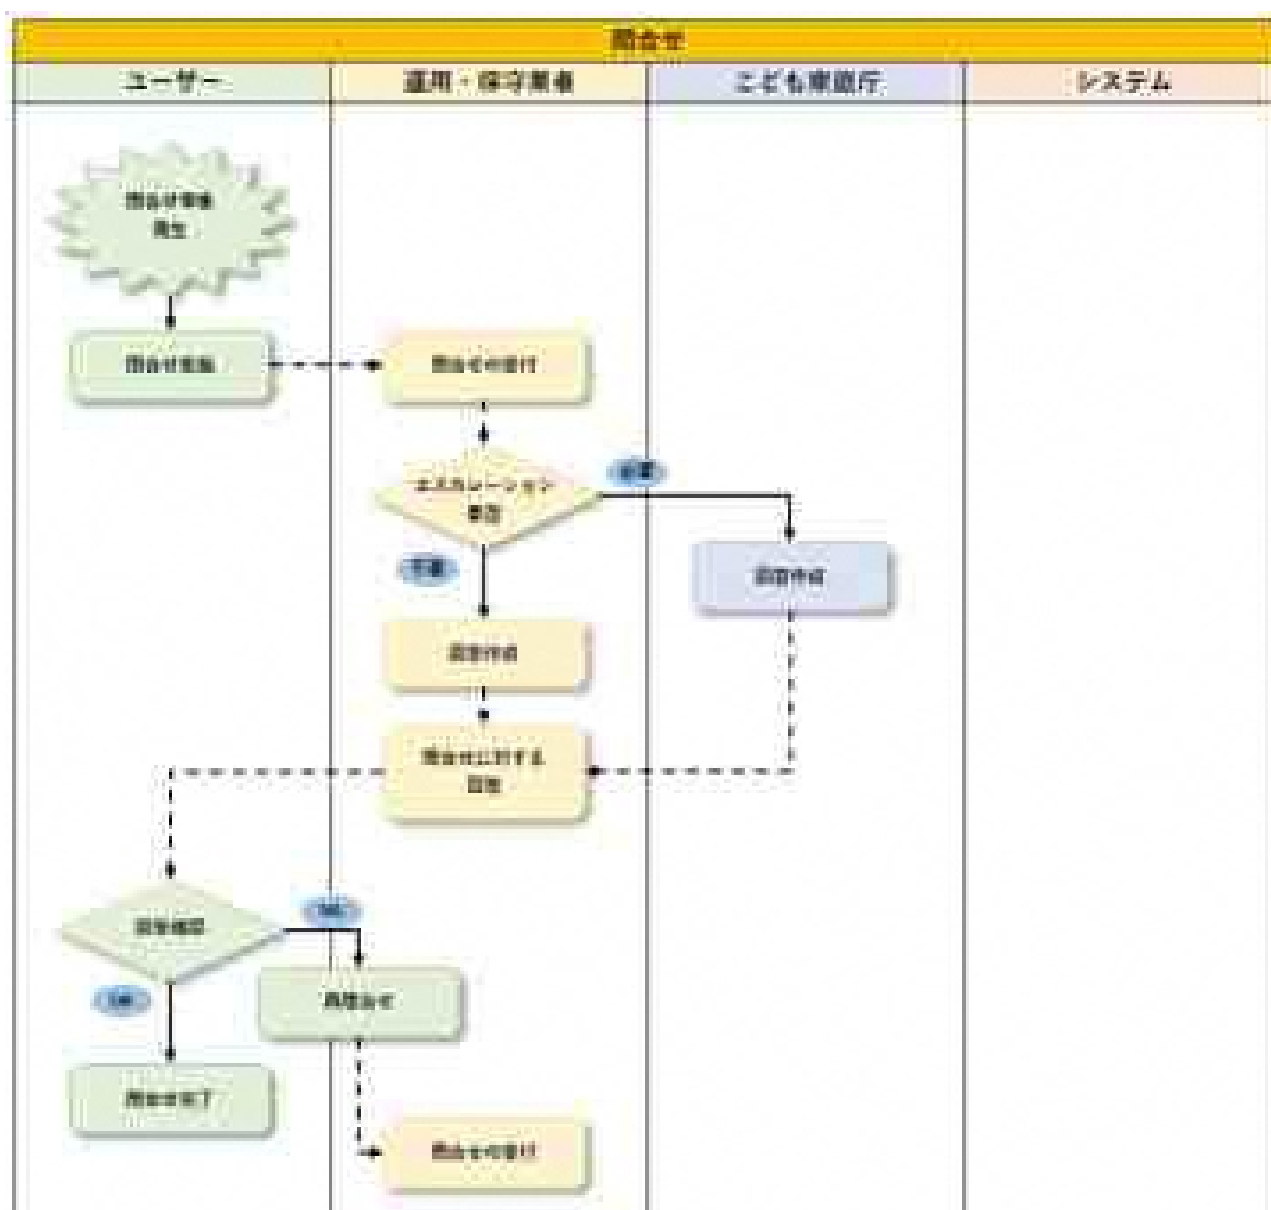 問合せ
ユーザー
運用・保守業者
こども家庭庁
システム
問合せ事象
発生
問合せ実施
問合せの受付
エスカレーション
要否
必要
不要
回答作成
回答作成
問合せに対する
回答
回答確認
OK
再問合せ
問合せ完了
問合せの受付